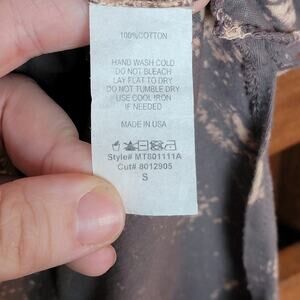 100%COTTON
HAND WASH COLD
DO NOT BLEACH
LAY FLAT TO DRY
DO NOT TUMBLE DRY
USE COOL IRON
IF NEEDED
MADE IN USA
Style# MT801111A
Cut# 8012905
S